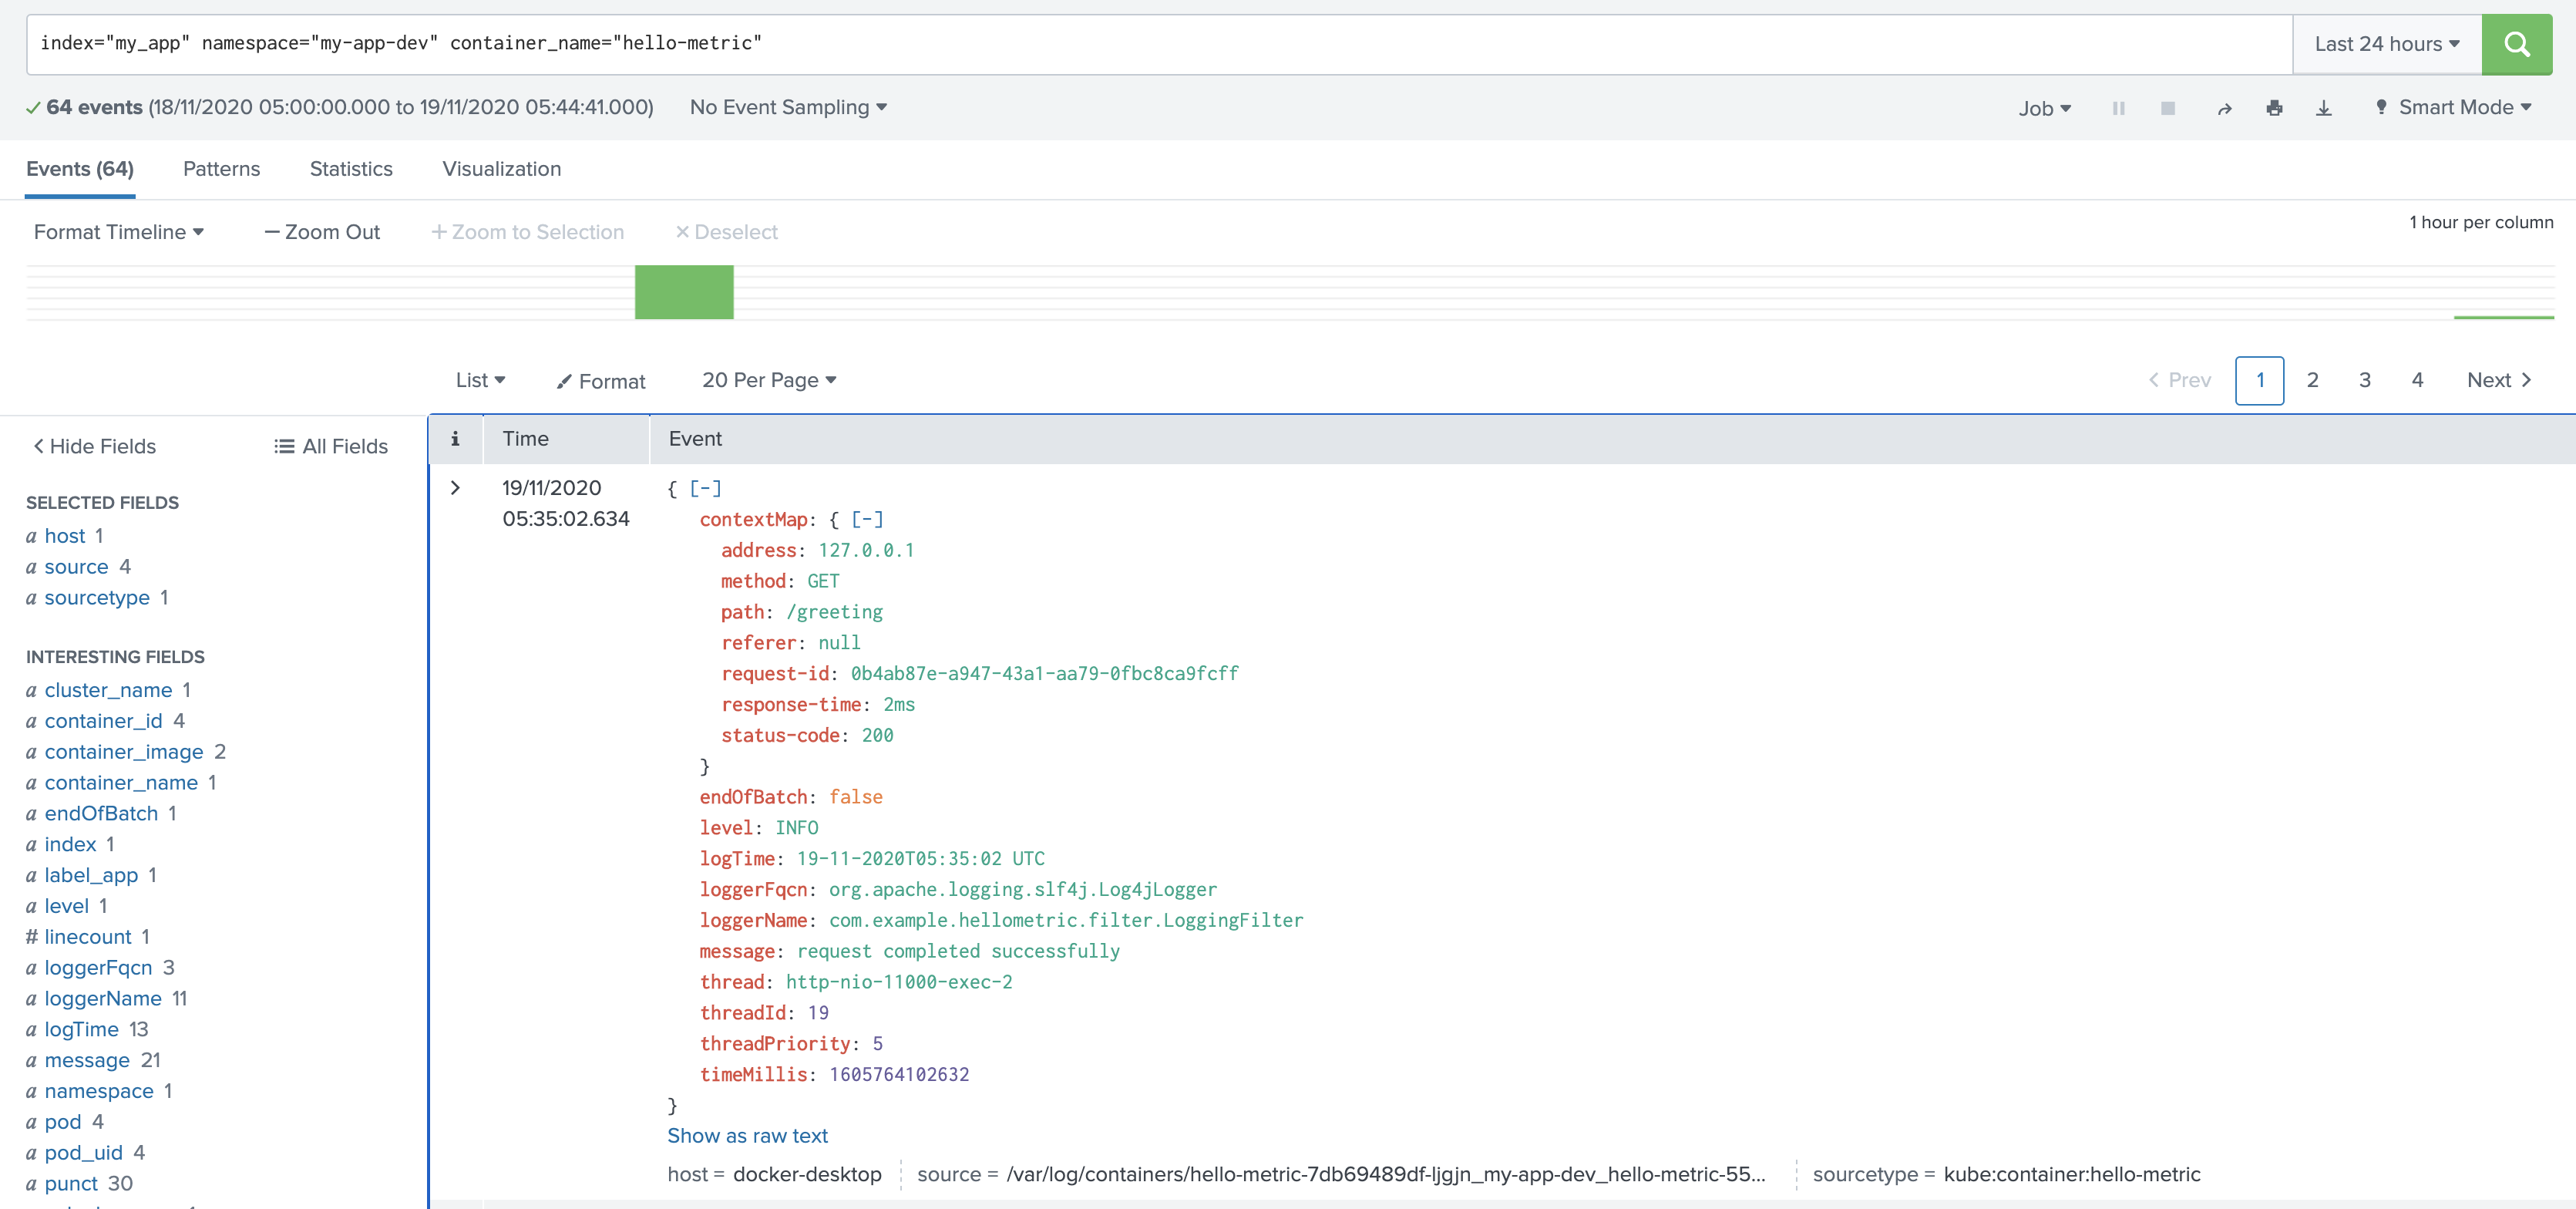 index="my_app" namespace="my-app-dev" container_name="hello-metric"
Last 24 hours
64 events (18/11/2020 05:00:00.000 to 19/11/2020 05:44:41.000)
No Event Sampling
Job
Smart Mode
Events (64)
Patterns
Statistics
Visualization
Format Timeline
— Zoom Out
+ Zoom to Selection
× Deselect
1 hour per column
List
Format
20 Per Page
< Prev
1
2
3
4
Next >
< Hide Fields
All Fields
SELECTED FIELDS
a host 1
a source 4
a sourcetype 1
INTERESTING FIELDS
a cluster_name 1
a container_id 4
a container_image 2
a container_name 1
a endOfBatch 1
a index 1
a label_app 1
a level 1
# linecount 1
a loggerFqcn 3
a loggerName 11
a logTime 13
a message 21
a namespace 1
a pod 4
a pod_uid 4
a punct 30
i
Time
Event
>
19/11/2020
05:35:02.634
{ [-]
contextMap: { [-]
address: 127.0.0.1
method: GET
path: /greeting
referer: null
request-id: 0b4ab87e-a947-43a1-aa79-0fbc8ca9fcff
response-time: 2ms
status-code: 200
}
endOfBatch: false
level: INFO
logTime: 19-11-2020T05:35:02 UTC
loggerFqcn: org.apache.logging.slf4j.Log4jLogger
loggerName: com.example.hellometric.filter.LoggingFilter
message: request completed successfully
thread: http-nio-11000-exec-2
threadId: 19
threadPriority: 5
timeMillis: 1605764102632
}
Show as raw text
host = docker-desktop
source = /var/log/containers/hello-metric-7db69489df-ljgjn_my-app-dev_hello-metric-55...
sourcetype = kube:container:hello-metric